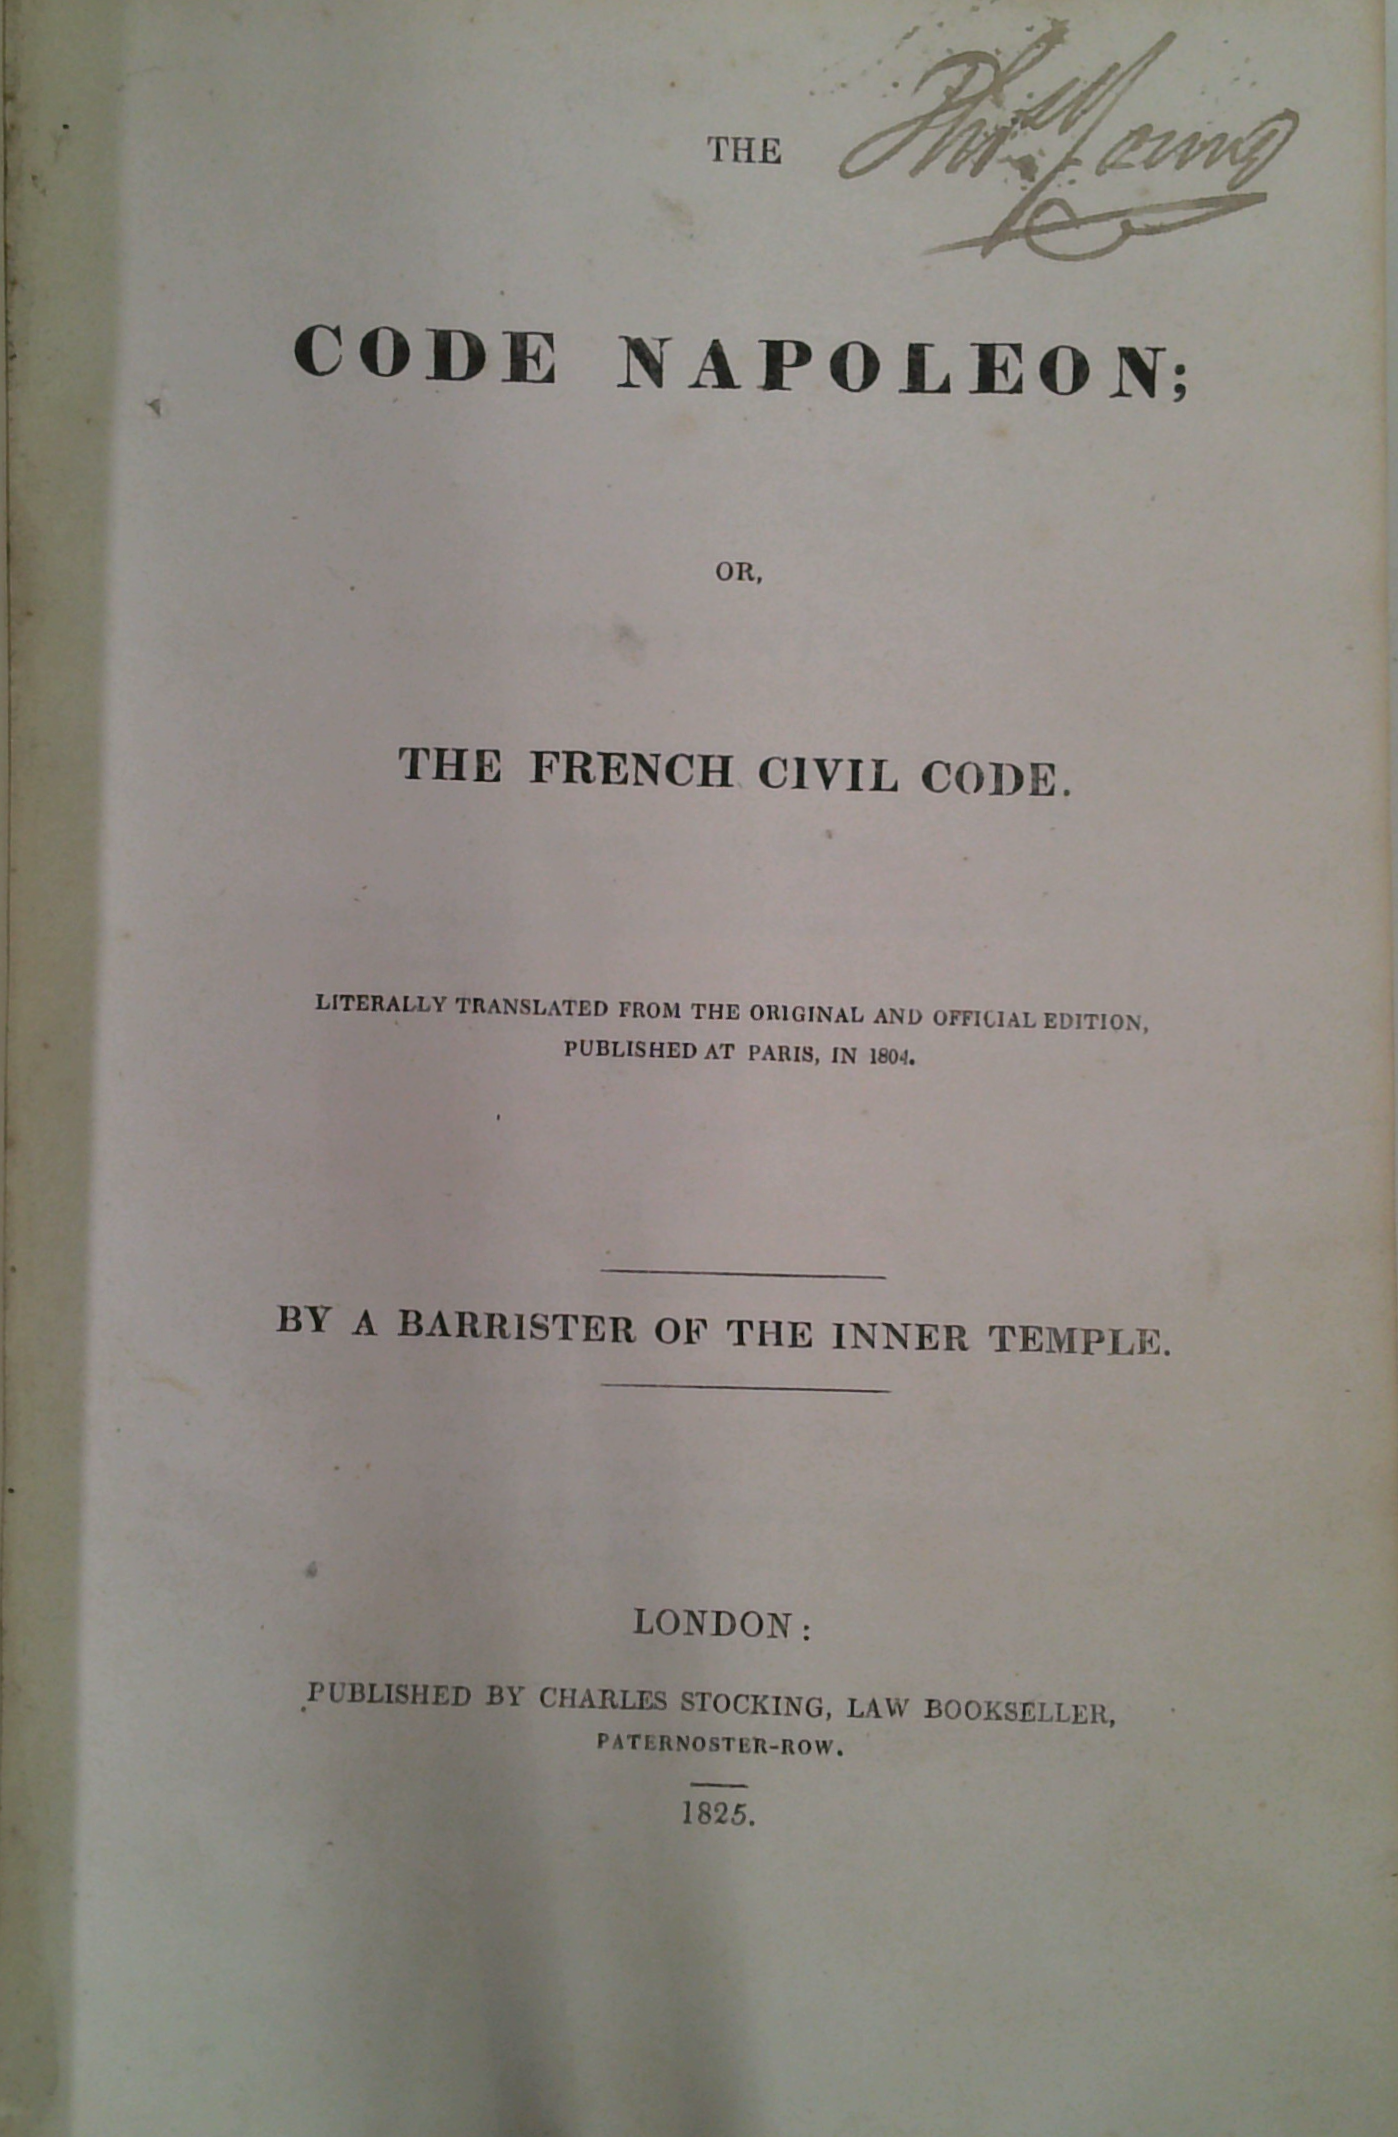 THE
Young
CODE NAPOLEON;
OR,
THE FRENCH CIVIL CODE.
LITERALLY TRANSLATED FROM THE ORIGINAL AND OFFICIAL EDITION,
PUBLISHED AT PARIS, IN 1804.
BY A BARRISTER OF THE INNER TEMPLE.
LONDON:
PUBLISHED BY CHARLES STOCKING, LAW BOOKSELLER,
PATERNOSTER-ROW.
1825.